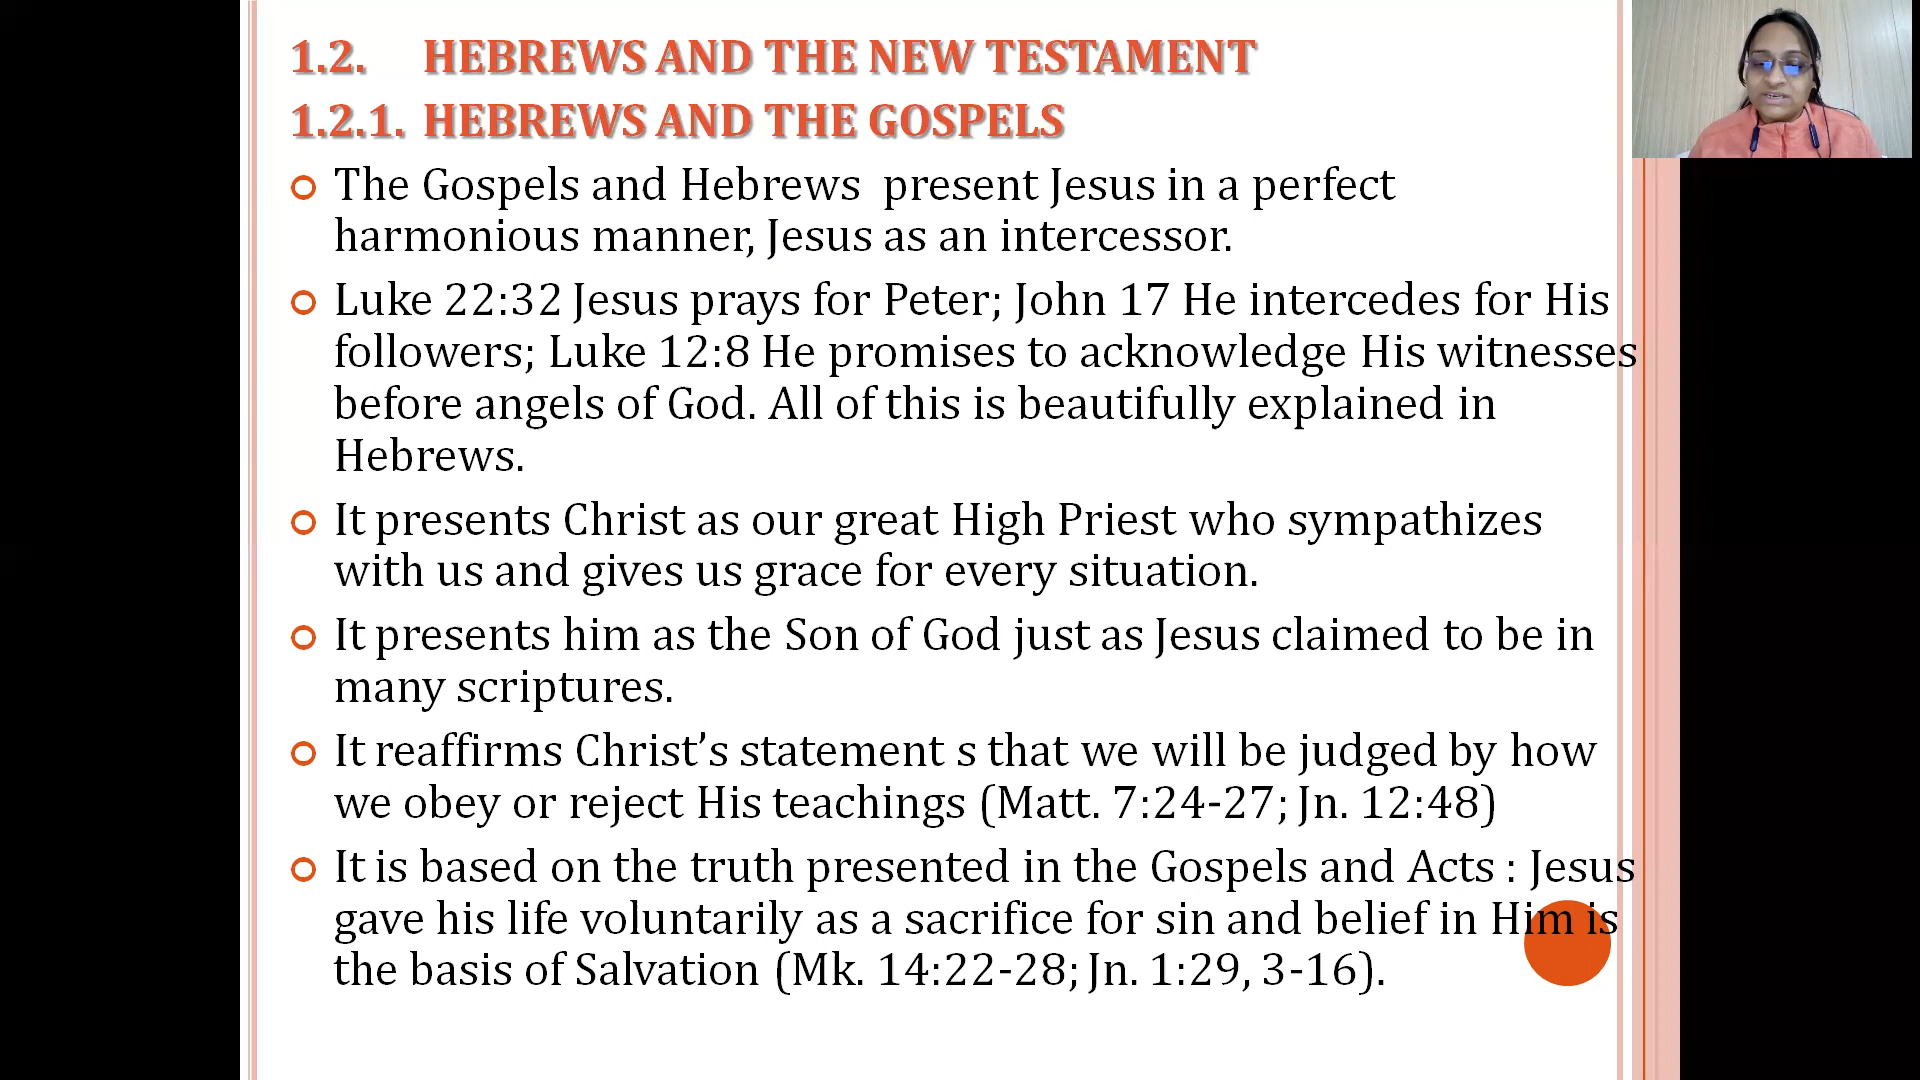 1.2. HEBREWS AND THE NEW TESTAMENT
1.2.1. HEBREWS AND THE GOSPELS
The Gospels and Hebrews present Jesus in a perfect
harmonious manner, Jesus as an intercessor.
Luke 22:32 Jesus prays for Peter; John 17 He intercedes for His
followers; Luke 12:8 He promises to acknowledge His witnesses
before angels of God. All of this is beautifully explained in
Hebrews.
It presents Christ as our great High Priest who sympathizes
with us and gives us grace for every situation.
It presents him as the Son of God just as Jesus claimed to be in
many scriptures.
It reaffirms Christ’s statement s that we will be judged by how
we obey or reject His teachings (Matt. 7:24-27; Jn. 12:48)
It is based on the truth presented in the Gospels and Acts : Jesus
gave his life voluntarily as a sacrifice for sin and belief in Him is
the basis of Salvation (Mk. 14:22-28; Jn. 1:29, 3-16).